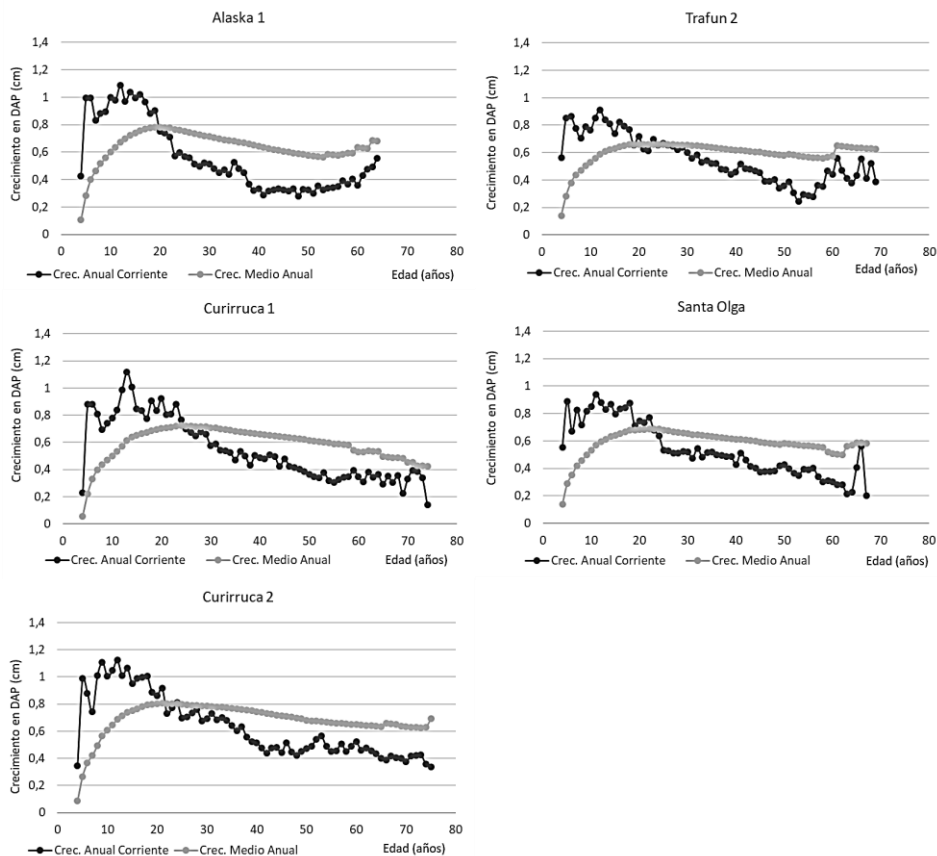 Alaska 1
Crecimiento en DAP (cm)
1,4
1,2
1
0,8
0,6
0,4
0,2
0
0 10 20 30 40 50 60 70 80
Edad (años)
Crec. Anual Corriente Crec. Medio Anual
Trafun 2
Crecimiento en DAP (cm)
1,4
1,2
1
0,8
0,6
0,4
0,2
0
0 10 20 30 40 50 60 70 80
Edad (años)
Crec. Anual Corriente Crec. Medio Anual
Curirruca 1
Crecimiento en DAP (cm)
1,4
1,2
1
0,8
0,6
0,4
0,2
0
0 10 20 30 40 50 60 70 80
Crec. Anual Corriente Crec. Medio Anual Edad (años)
Santa Olga
Crecimiento en DAP (cm)
1,4
1,2
1
0,8
0,6
0,4
0,2
0
0 10 20 30 40 50 60 70 80
Crec. Anual Corriente Crec. Medio Anual Edad (años)
Curirruca 2
Crecimiento en DAP (cm)
1,4
1,2
1
0,8
0,6
0,4
0,2
0
0 10 20 30 40 50 60 70 80
Crec. Anual Corriente Crec. Medio Anual Edad (años)